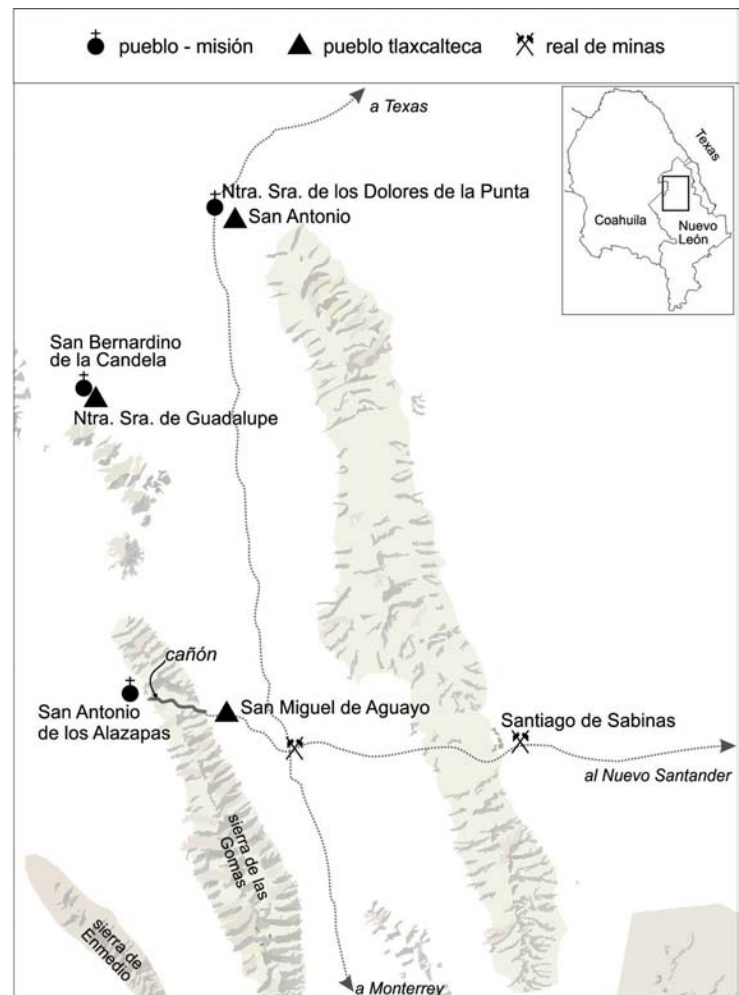 pueblo - misión
pueblo tlaxcalteca
real de minas
a Texas
Texas
Coahuila
Nuevo
León
Ntra. Sra. de los Dolores de la Punta
San Antonio
San Bernardino
de la Candela
Ntra. Sra. de Guadalupe
cañón
San Antonio
de los Alazapas
San Miguel de Aguayo
Santiago de Sabinas
al Nuevo Santander
sierra de las
Gomas
sierra de
Enmedio
a Monterrey